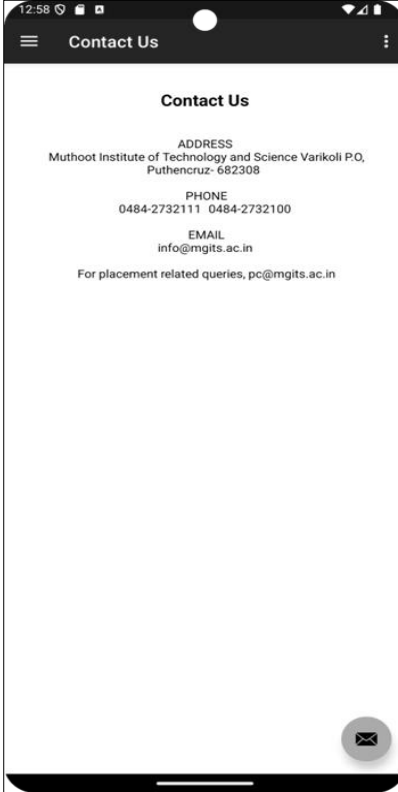 12:58
Contact Us
Contact Us
ADDRESS
Muthoot Institute of Technology and Science Varikoli P.O,
Puthencruz- 682308
PHONE
0484-2732111 0484-2732100
EMAIL
info@mgits.ac.in
For placement related queries, pc@mgits.ac.in